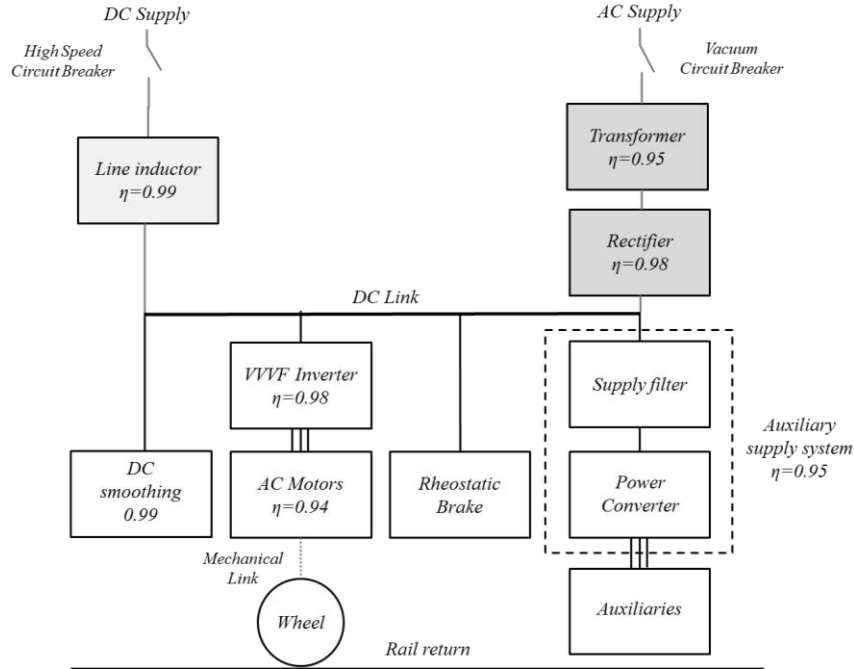 DC Supply
AC Supply
High Speed
Circuit Breaker
Vacuum
Circuit Breaker
Line inductor
η=0.99
Transformer
η=0.95
Rectifier
η=0.98
DC Link
VVVF Inverter
η=0.98
Supply filter
Auxiliary
supply system
η=0.95
DC
smoothing
0.99
AC Motors
η=0.94
Rheostatic
Brake
Power
Converter
Mechanical
Link
Wheel
Auxiliaries
Rail return